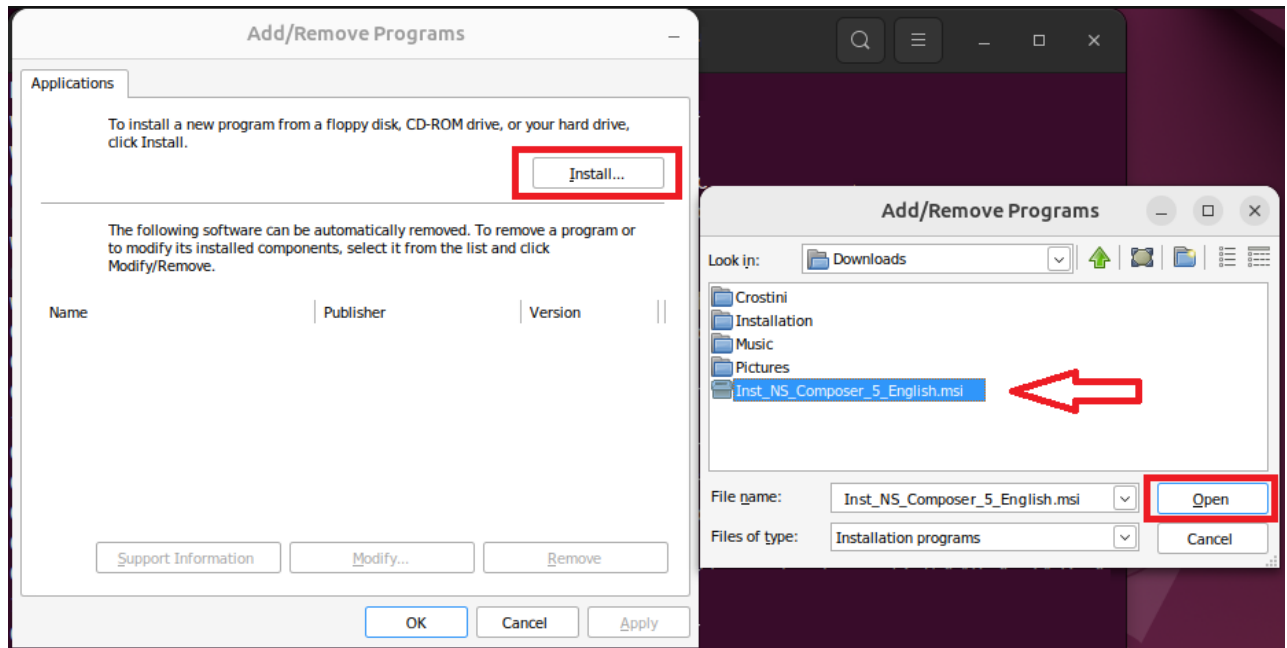 Add/Remove Programs
Applications
To install a new program from a floppy disk, CD-ROM drive, or your hard drive,
click Install.
Install...
The following software can be automatically removed. To remove a program or
to modify its installed components, select it from the list and click
Modify/Remove.
Name Publisher Version
Support Information Modify... Remove
OK Cancel Apply
Add/Remove Programs
Look in: Downloads
Crostini
Installation
Music
Pictures
Inst_NS_Composer_5_English.msi
File name: Inst_NS_Composer_5_English.msi Open
Files of type: Installation programs Cancel